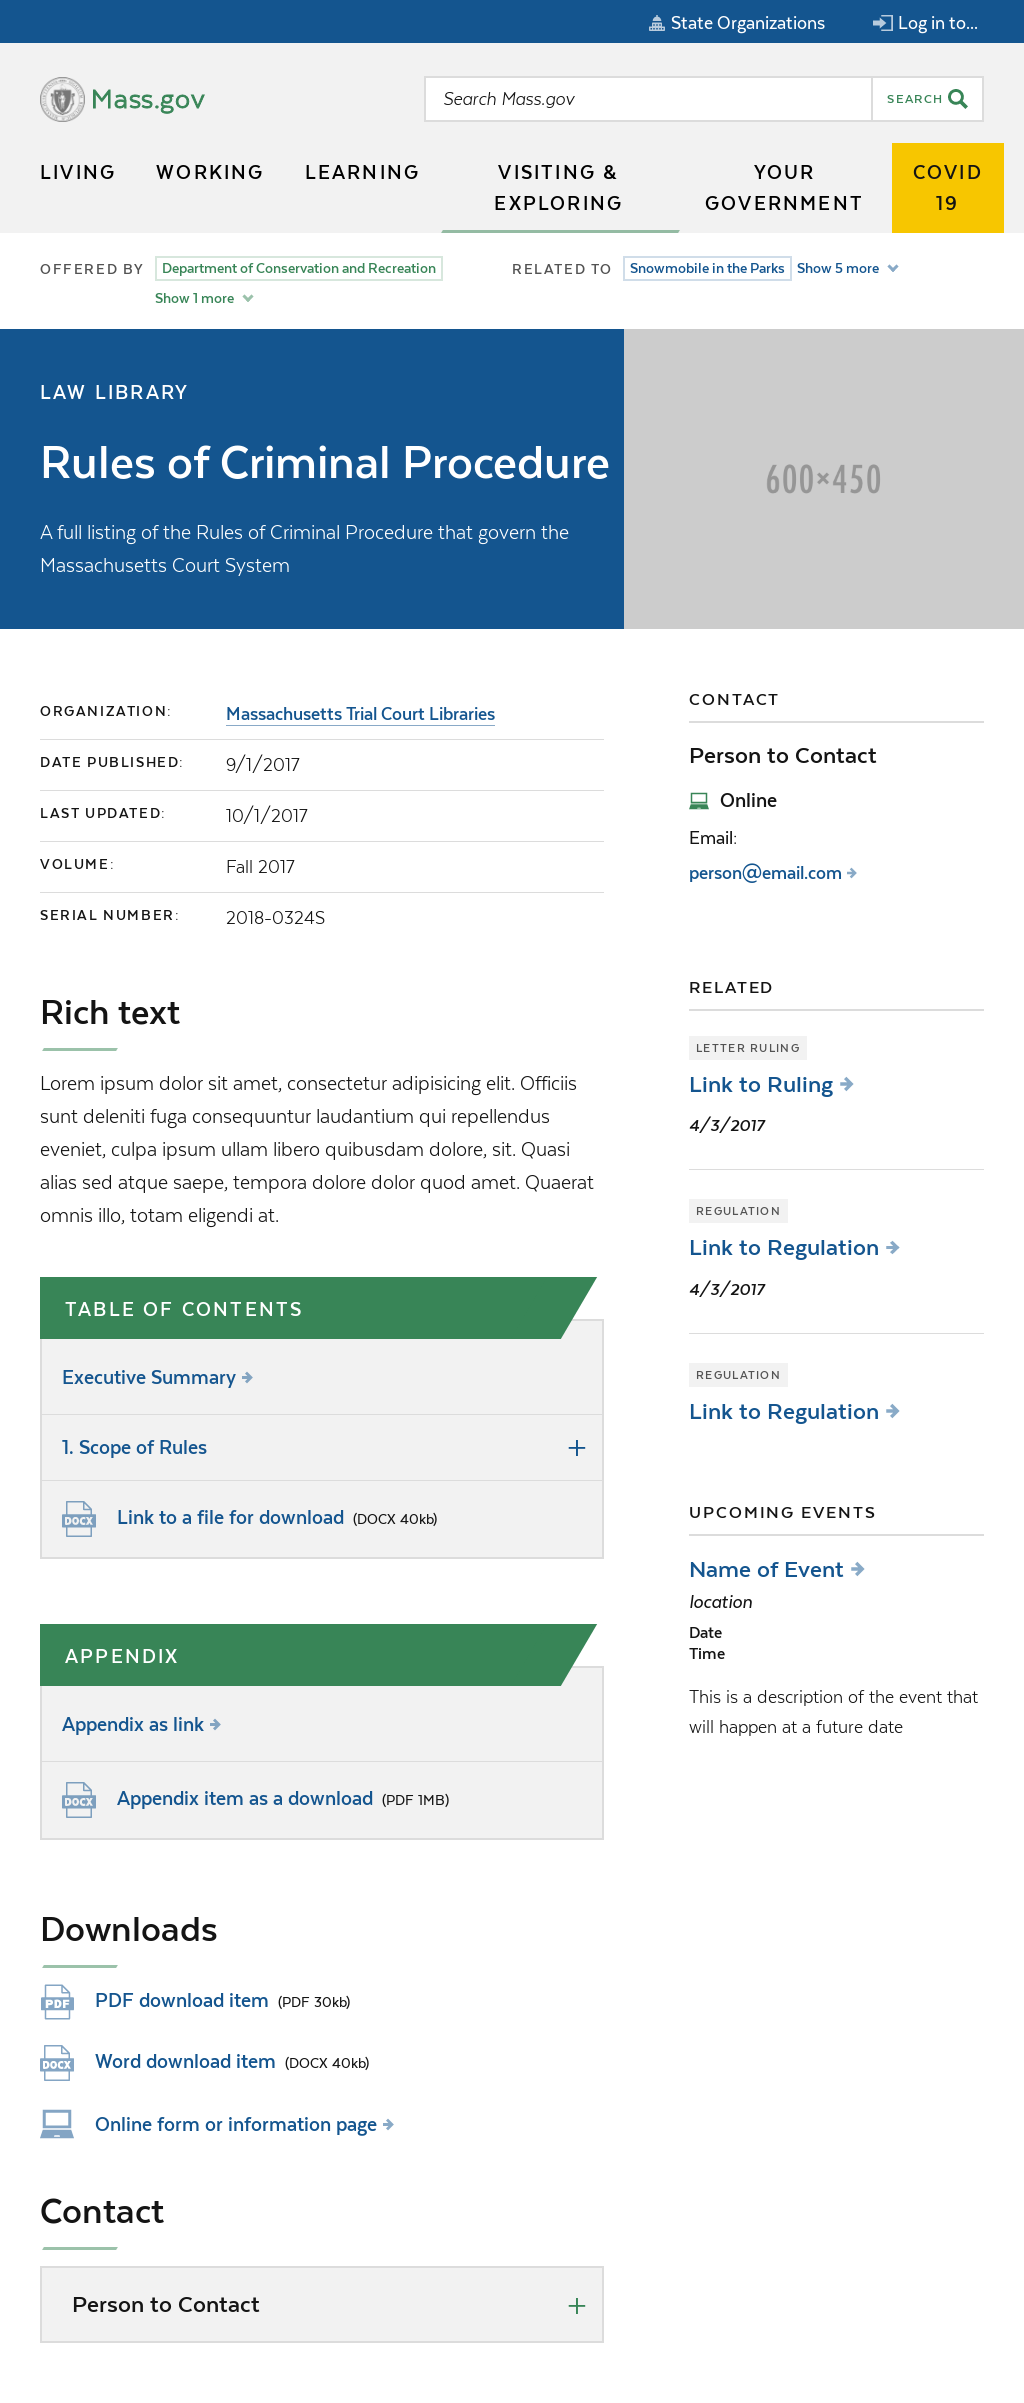 State Organizations
Log in to...
Mass.gov
Search Mass.gov
SEARCH
LIVING
WORKING
LEARNING
VISITING &
EXPLORING
YOUR
GOVERNMENT
COVID
19
OFFERED BY
Department of Conservation and Recreation
Show 1 more
RELATED TO
Snowmobile in the Parks
Show 5 more
LAW LIBRARY
Rules of Criminal Procedure
A full listing of the Rules of Criminal Procedure that govern the
Massachusetts Court System
600×450
ORGANIZATION:
Massachusetts Trial Court Libraries
DATE PUBLISHED:
9/1/2017
LAST UPDATED:
10/1/2017
VOLUME:
Fall 2017
SERIAL NUMBER:
2018-0324S
Rich text
Lorem ipsum dolor sit amet, consectetur adipisicing elit. Officiis
sunt deleniti fuga consequuntur laudantium qui repellendus
eveniet, culpa ipsum ullam libero quibusdam dolore, sit. Quasi
alias sed atque saepe, tempora dolore dolor quod amet. Quaerat
omnis illo, totam eligendi at.
TABLE OF CONTENTS
Executive Summary
1. Scope of Rules
DOCX
Link to a file for download (DOCX 40kb)
APPENDIX
Appendix as link
DOCX
Appendix item as a download (PDF 1MB)
Downloads
PDF
PDF download item (PDF 30kb)
DOCX
Word download item (DOCX 40kb)
Online form or information page
Contact
Person to Contact
CONTACT
Person to Contact
Online
Email:
person@email.com
RELATED
LETTER RULING
Link to Ruling
4/3/2017
REGULATION
Link to Regulation
4/3/2017
REGULATION
Link to Regulation
UPCOMING EVENTS
Name of Event
location
Date
Time
This is a description of the event that
will happen at a future date